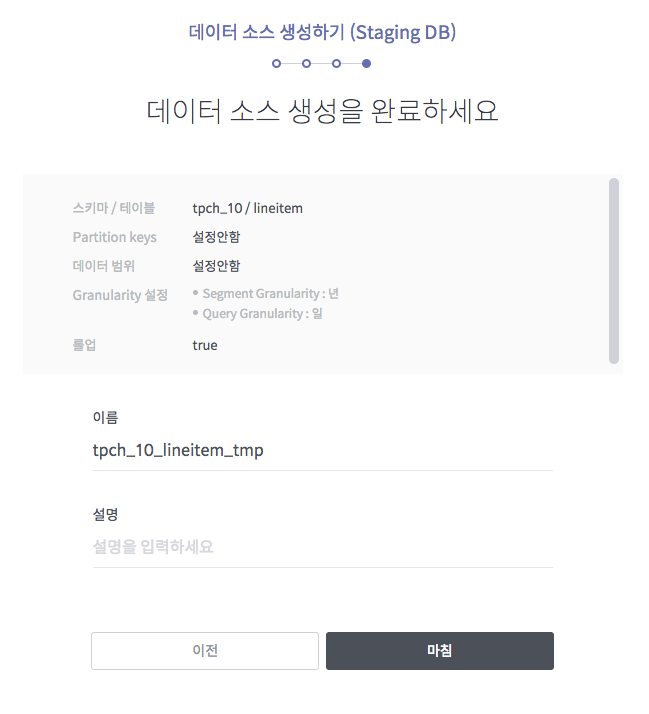 데이터 소스 생성하기 (Staging DB)
데이터 소스 생성을 완료하세요
스키마 / 테이블 tpch_10 / lineitem
Partition keys 설정안함
데이터 범위 설정안함
Granularity 설정 • Segment Granularity : 년
• Query Granularity : 일
롤업 true
이름
tpch_10_lineitem_tmp
설명
설명을 입력하세요
이전 마침